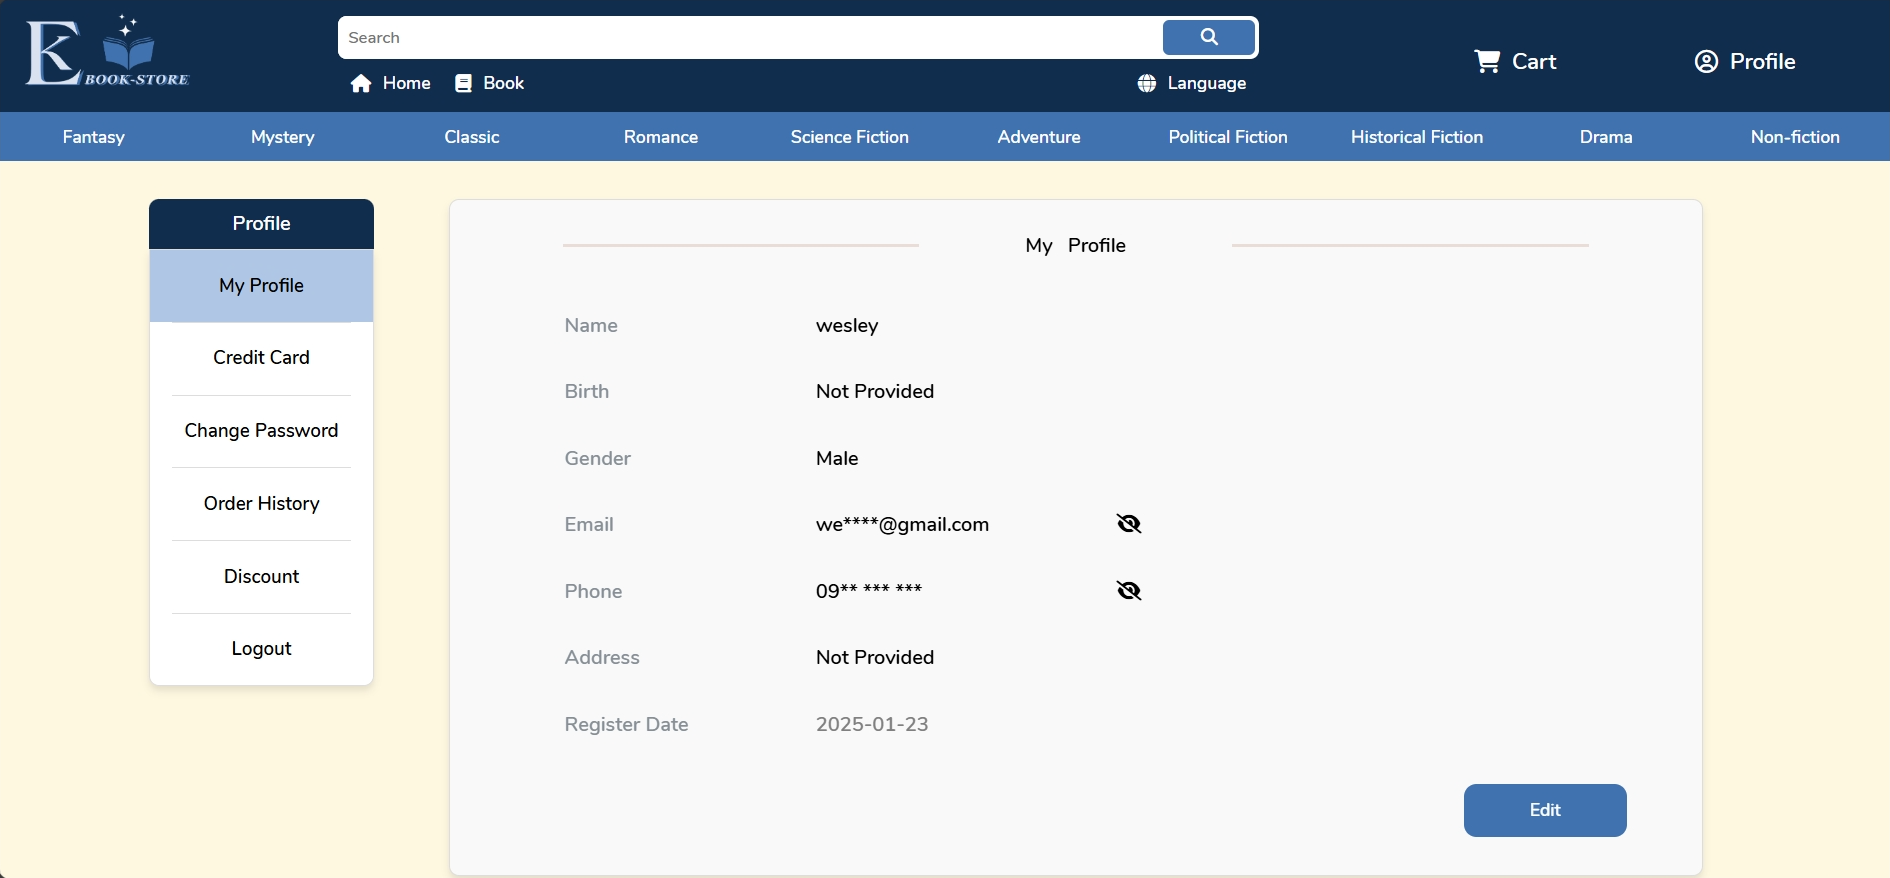 EK BOOK-STORE
Search
Home Book Language
Cart Profile
Fantasy Mystery Classic Romance Science Fiction Adventure Political Fiction Historical Fiction Drama Non-fiction
Profile
My Profile
Credit Card
Change Password
Order History
Discount
Logout
My Profile
Name wesley
Birth Not Provided
Gender Male
Email we****@gmail.com
Phone 09** *** ***
Address Not Provided
Register Date 2025-01-23
Edit